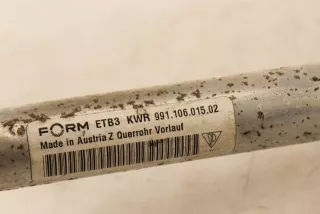 FORM ETB3 KWR 991.106.015.02
Made in Austria Z Querrohr Vorlauf